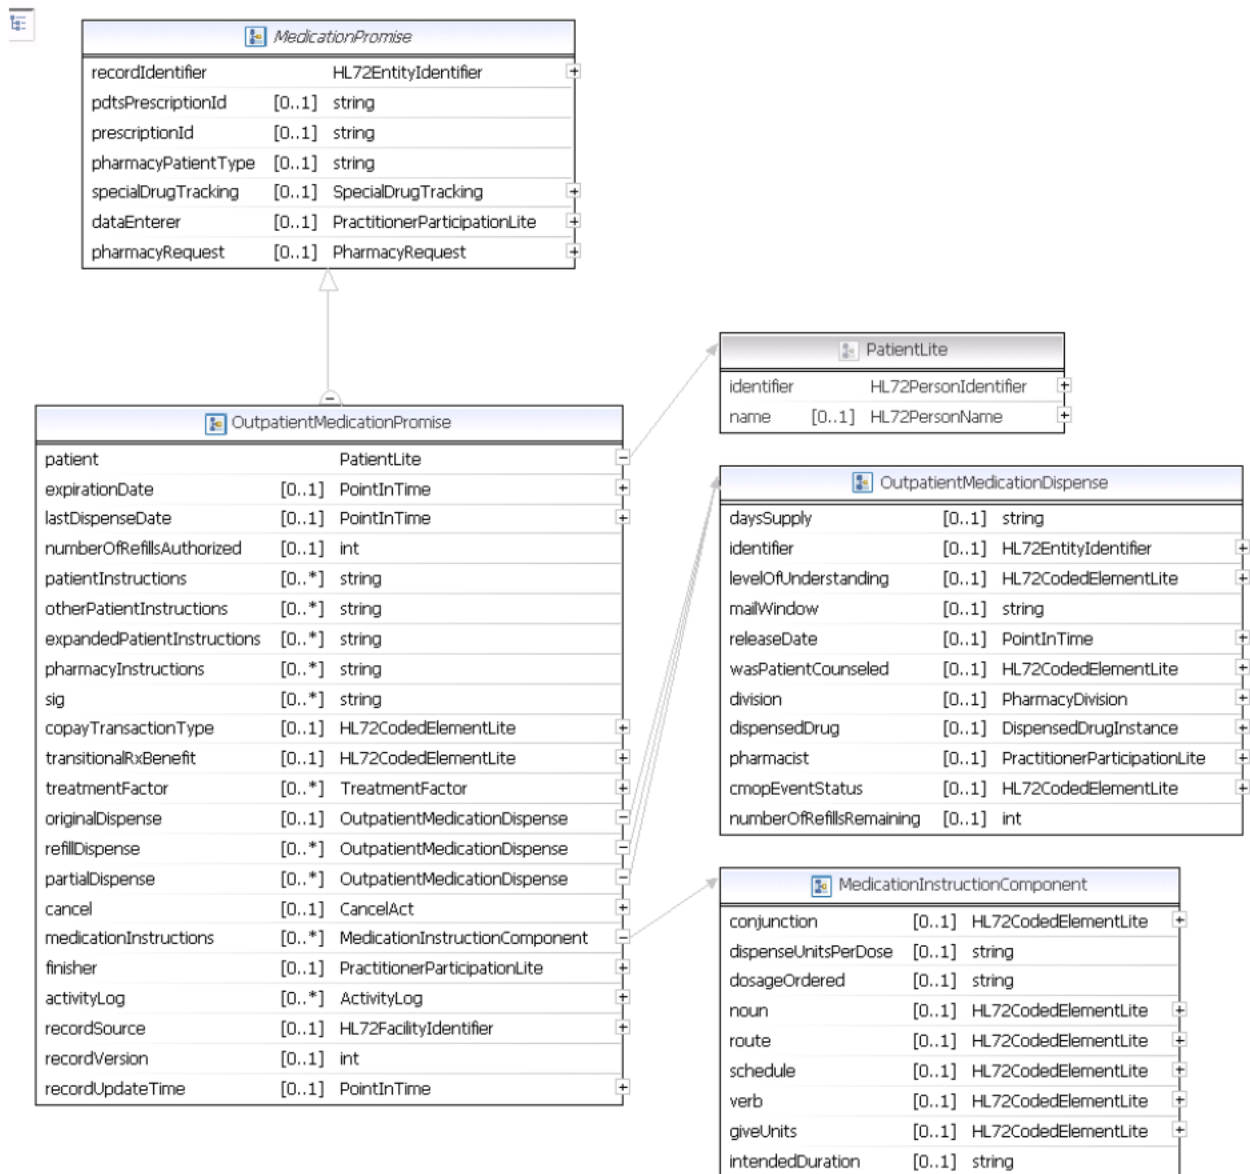 MedicationPromise
recordIdentifier HL72EntityIdentifier
pdtsPrescriptionId [0..1] string
prescriptionId [0..1] string
pharmacyPatientType [0..1] string
specialDrugTracking [0..1] SpecialDrugTracking
dataEnterer [0..1] PractitionerParticipationLite
pharmacyRequest [0..1] PharmacyRequest
OutpatientMedicationPromise
patient PatientLite
expirationDate [0..1] PointInTime
lastDispenseDate [0..1] PointInTime
numberOfRefillsAuthorized [0..1] int
patientInstructions [0..*] string
otherPatientInstructions [0..*] string
expandedPatientInstructions [0..*] string
pharmacyInstructions [0..*] string
sig [0..*] string
copayTransactionType [0..1] HL72CodedElementLite
transitionalRxBenefit [0..1] HL72CodedElementLite
treatmentFactor [0..*] TreatmentFactor
originalDispense [0..1] OutpatientMedicationDispense
refillDispense [0..*] OutpatientMedicationDispense
partialDispense [0..*] OutpatientMedicationDispense
cancel [0..1] CancelAct
medicationInstructions [0..*] MedicationInstructionComponent
finisher [0..1] PractitionerParticipationLite
activityLog [0..*] ActivityLog
recordSource [0..1] HL72FacilityIdentifier
recordVersion [0..1] int
recordUpdateTime [0..1] PointInTime
PatientLite
identifier HL72PersonIdentifier
name [0..1] HL72PersonName
OutpatientMedicationDispense
daysSupply [0..1] string
identifier [0..1] HL72EntityIdentifier
levelOfUnderstanding [0..1] HL72CodedElementLite
mailWindow [0..1] string
releaseDate [0..1] PointInTime
wasPatientCounseled [0..1] HL72CodedElementLite
division [0..1] PharmacyDivision
dispensedDrug [0..1] DispensedDrugInstance
pharmacist [0..1] PractitionerParticipationLite
cmopEventStatus [0..1] HL72CodedElementLite
numberOfRefillsRemaining [0..1] int
MedicationInstructionComponent
conjunction [0..1] HL72CodedElementLite
dispenseUnitsPerDose [0..1] string
dosageOrdered [0..1] string
noun [0..1] HL72CodedElementLite
route [0..1] HL72CodedElementLite
schedule [0..1] HL72CodedElementLite
verb [0..1] HL72CodedElementLite
giveUnits [0..1] HL72CodedElementLite
intendedDuration [0..1] string